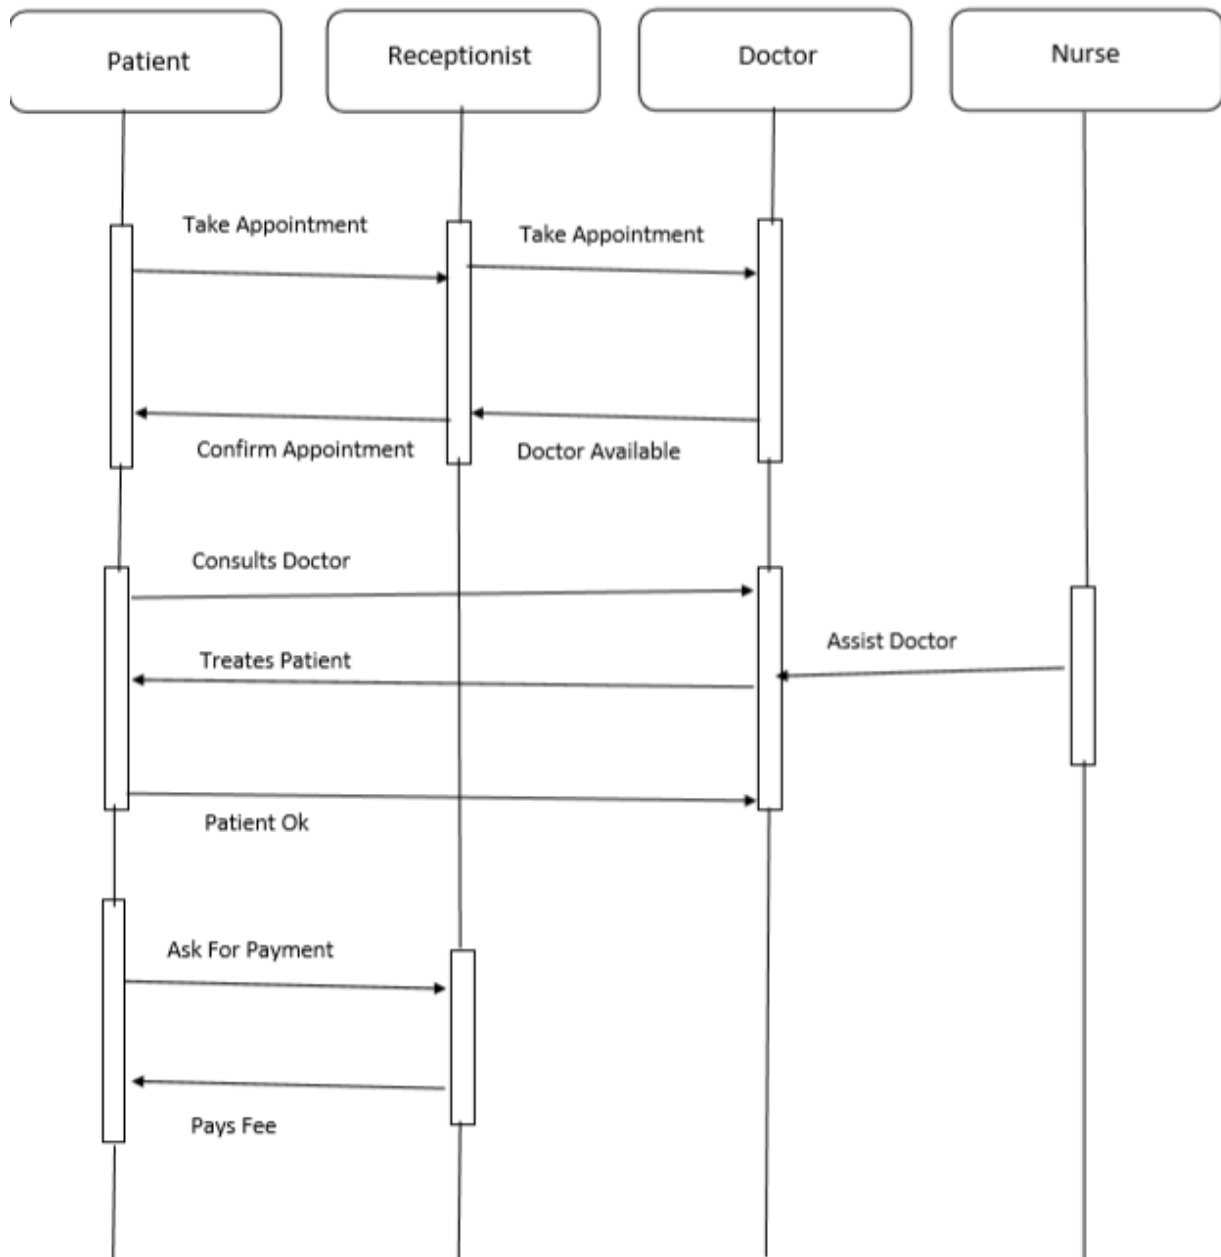 Patient
Receptionist
Doctor
Nurse
Take Appointment
Take Appointment
Confirm Appointment
Doctor Available
Consults Doctor
Assist Doctor
Treates Patient
Patient Ok
Ask For Payment
Pays Fee